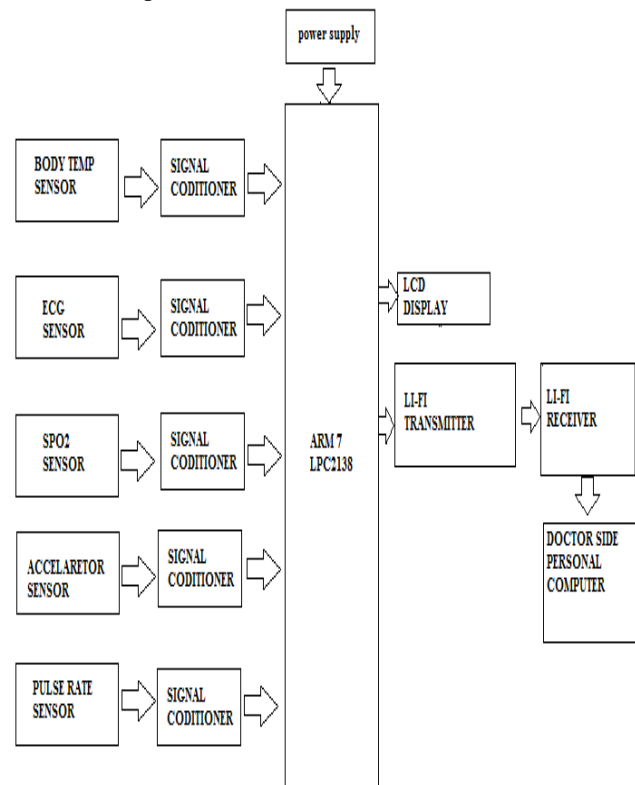 power supply
BODY TEMP
SENSOR
SIGNAL
CODITIONER
ECG
SENSOR
SIGNAL
CODITIONER
SPO2
SENSOR
SIGNAL
CODITIONER
ACCELARETOR
SENSOR
SIGNAL
CODITIONER
PULSE RATE
SENSOR
SIGNAL
CODITIONER
ARM 7
LPC2138
LCD
DISPLAY
LI-FI
TRANSMITTER
LI-FI
RECEIVER
DOCTOR SIDE
PERSONAL
COMPUTER